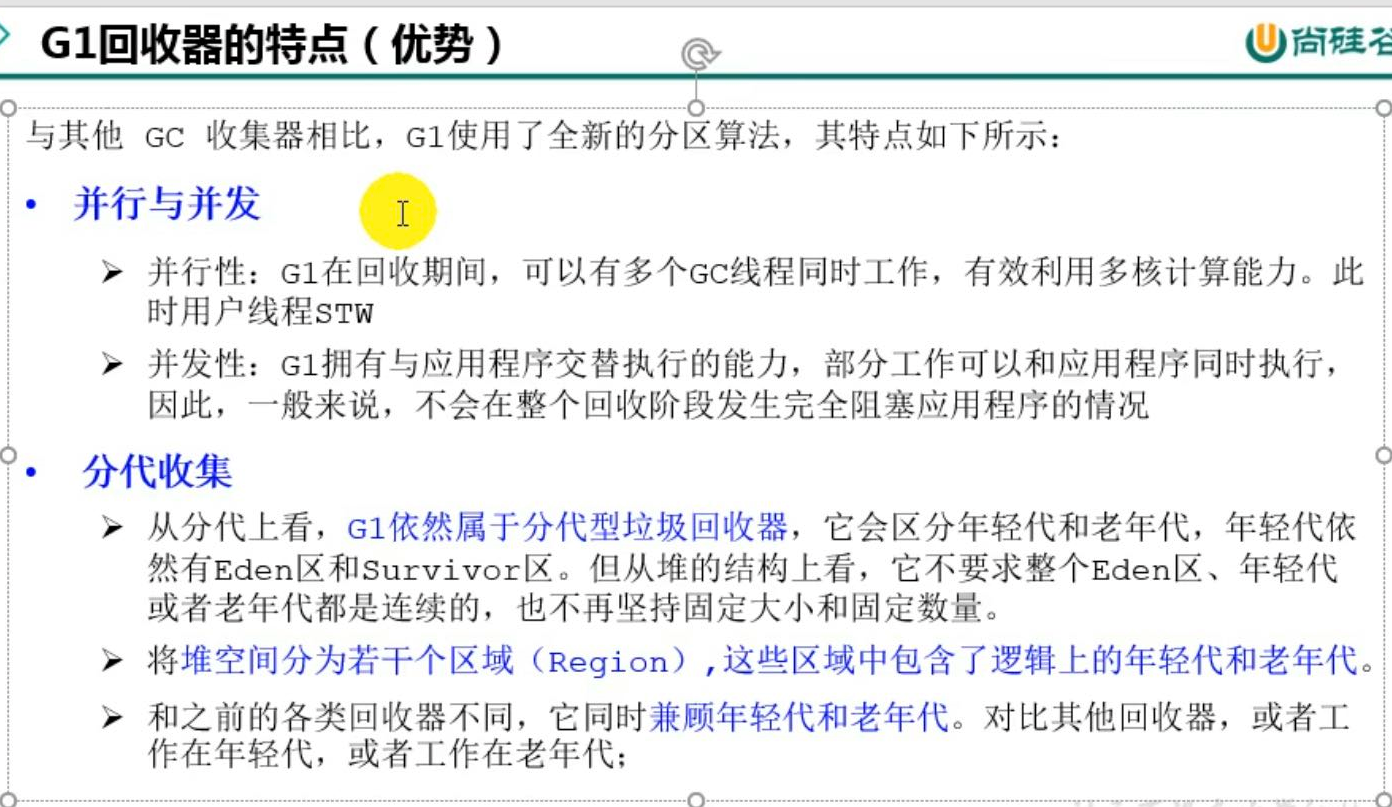 G1回收器的特点（优势）
尚硅谷
与其他 GC 收集器相比，G1使用了全新的分区算法，其特点如下所示：
• 并行与并发
➢ 并行性：G1在回收期间，可以有多个GC线程同时工作，有效利用多核计算能力。此
时用户线程STW
➢ 并发性：G1拥有与应用程序交替执行的能力，部分工作可以和应用程序同时执行，
因此，一般来说，不会在整个回收阶段发生完全阻塞应用程序的情况
• 分代收集
➢ 从分代上看，G1依然属于分代型垃圾回收器，它会区分年轻代和老年代，年轻代依
然有Eden区和Survivor区。但从堆的结构上看，它不要求整个Eden区、年轻代
或者老年代都是连续的，也不再坚持固定大小和固定数量。
➢ 将堆空间分为若干个区域（Region）,这些区域中包含了逻辑上的年轻代和老年代。
➢ 和之前的各类回收器不同，它同时兼顾年轻代和老年代。对比其他回收器，或者工
作在年轻代，或者工作在老年代；